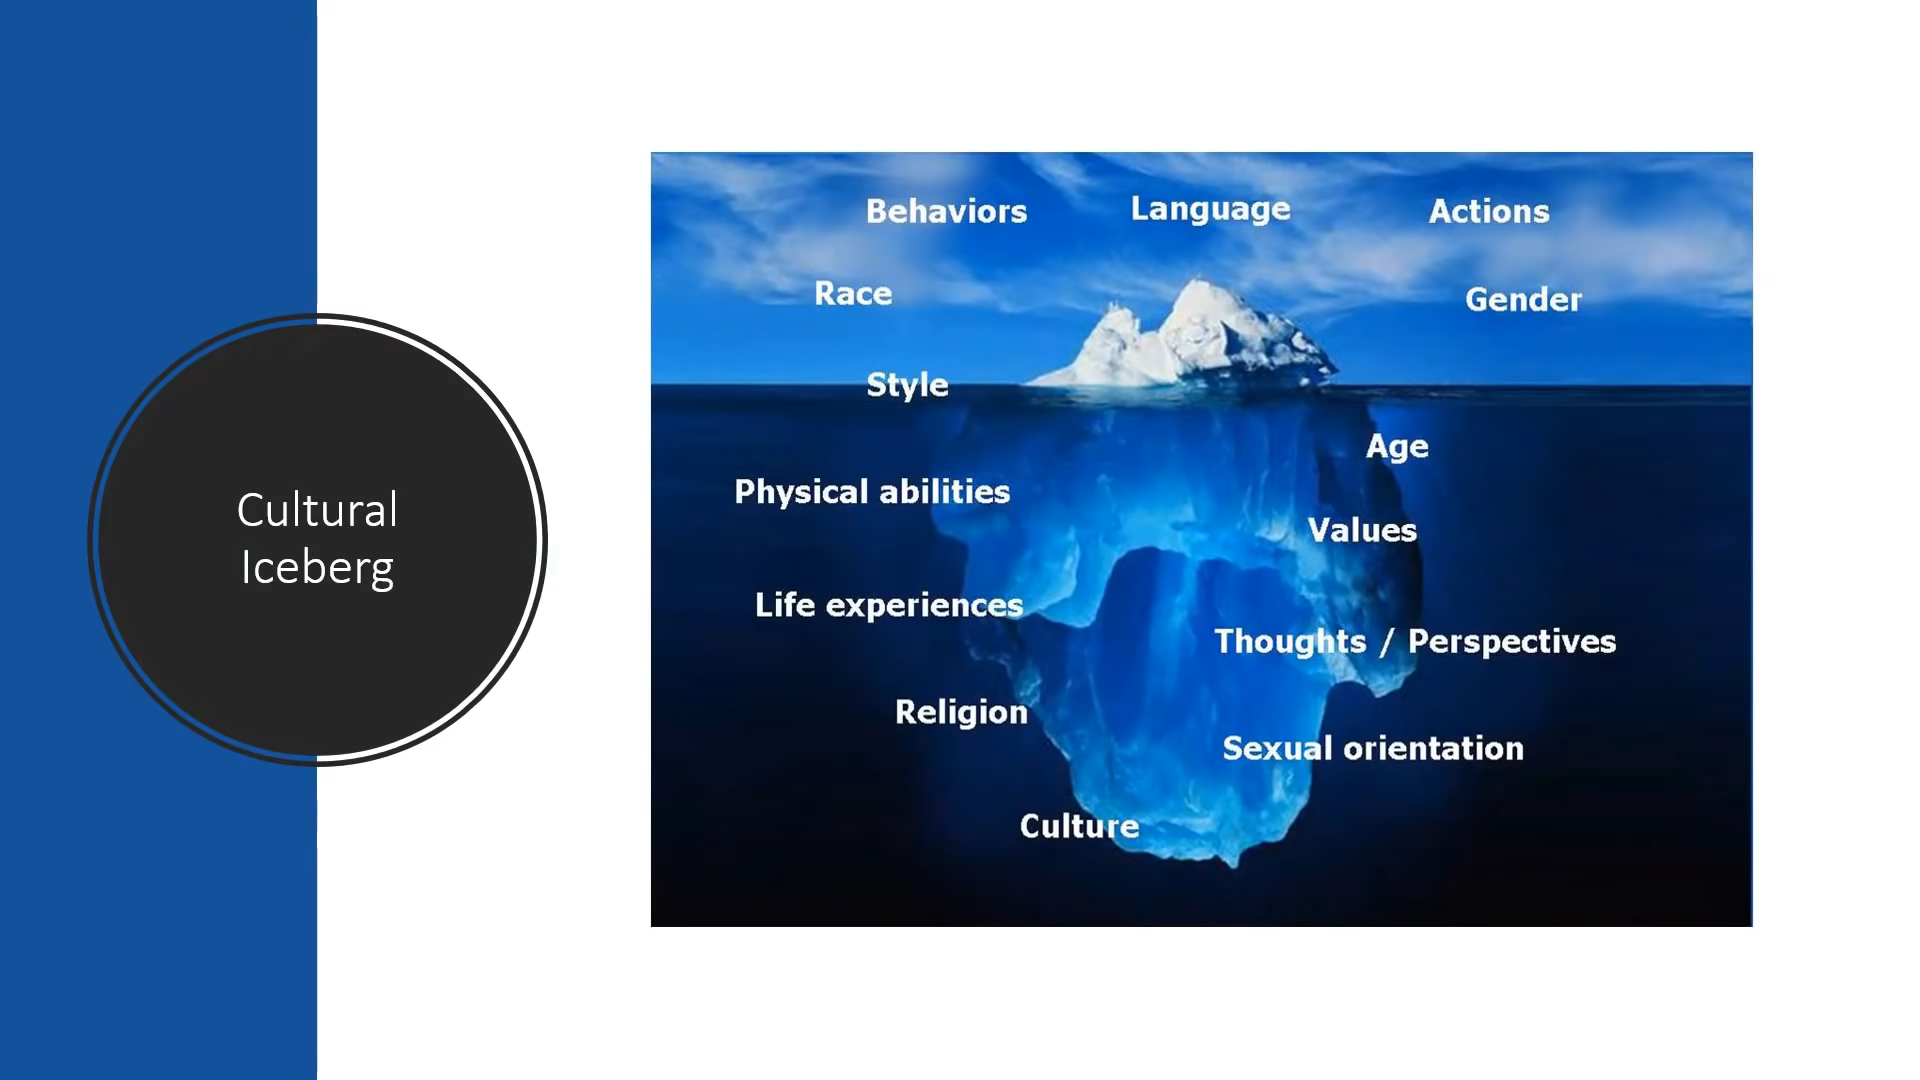 Cultural
Iceberg
Behaviors
Language
Actions
Race
Gender
Style
Age
Physical abilities
Values
Life experiences
Thoughts / Perspectives
Religion
Sexual orientation
Culture